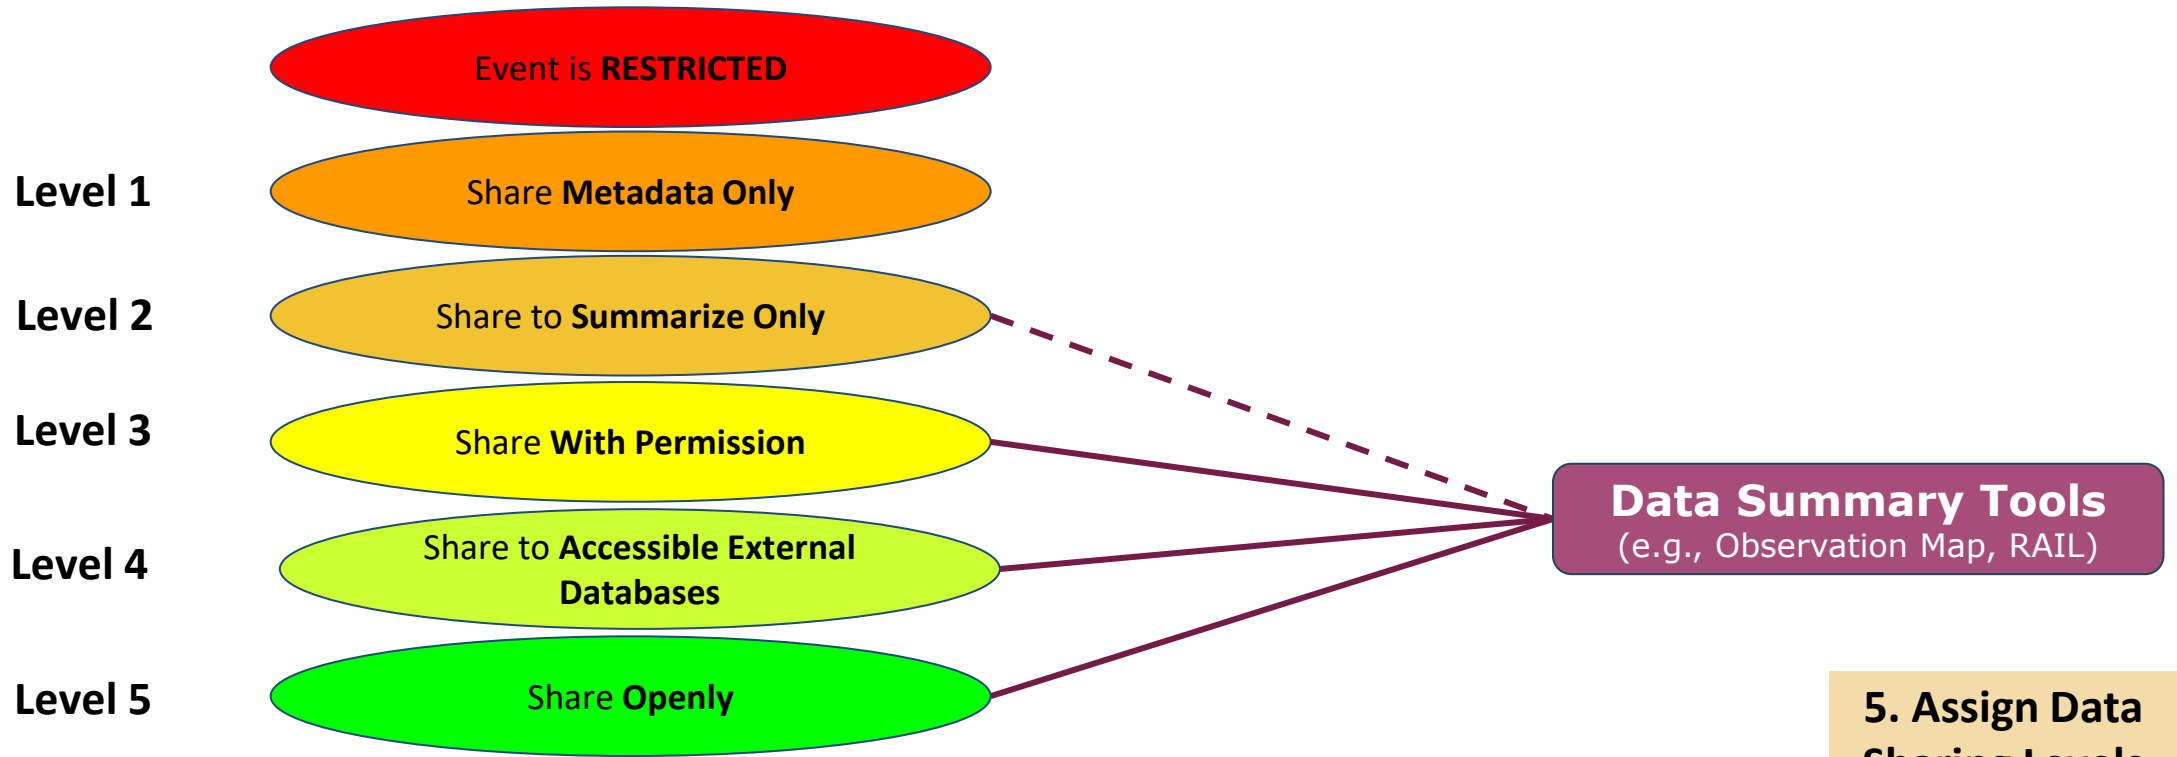 Event is RESTRICTED
Level 1
Share Metadata Only
Level 2
Share to Summarize Only
Level 3
Share With Permission
Level 4
Share to Accessible External
Databases
Level 5
Share Openly
Data Summary Tools
(e.g., Observation Map, RAIL)
5. Assign Data
Sharing Levels